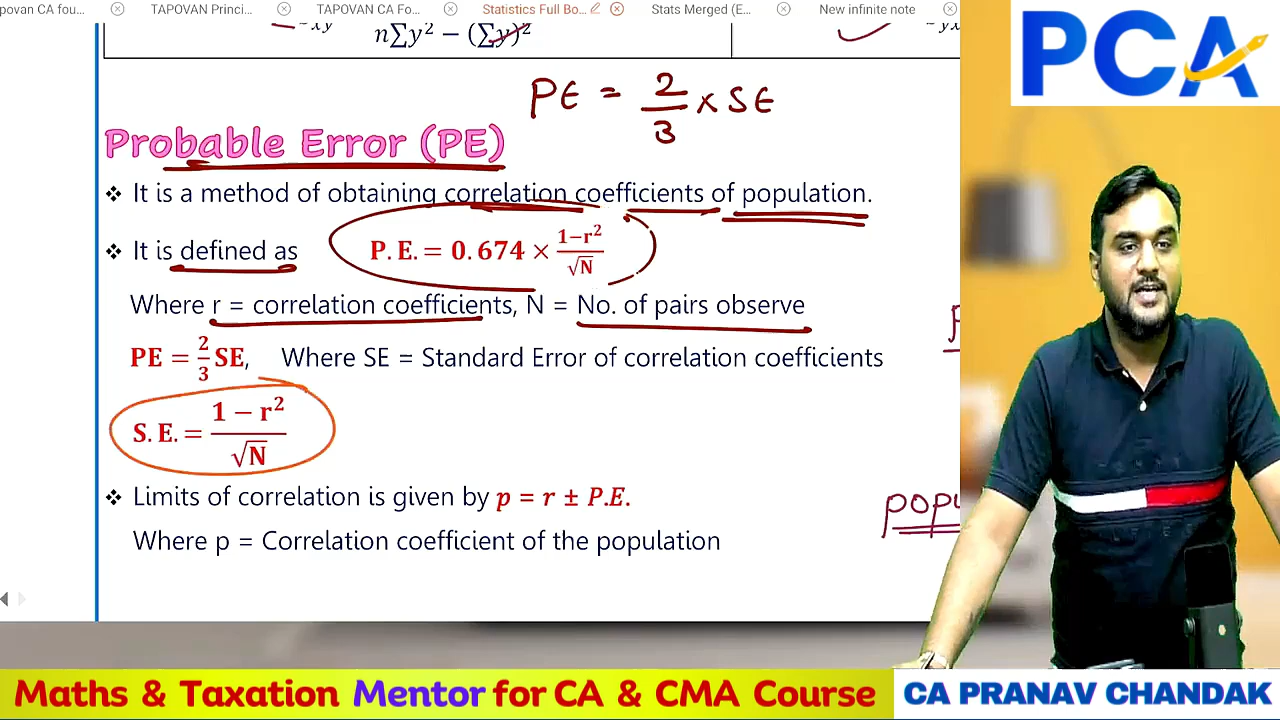 povan CA fou...
TAPOVAN Princi...
TAPOVAN CA Fo...
Statistics Full Bo...
Stats Merged (E...
New infinite note
n∑y² − (∑y)²
PE = 2/3 × SE
PCA
Probable Error (PE)
❖ It is a method of obtaining correlation coefficients of population.
❖ It is defined as P. E. = 0. 674 × 1−r²/√N
Where r = correlation coefficients, N = No. of pairs observe
PE = 2/3 SE, Where SE = Standard Error of correlation coefficients
S. E. = 1 − r²/√N
❖ Limits of correlation is given by p = r ± P.E.
popu
Where p = Correlation coefficient of the population
Maths & Taxation Mentor for CA & CMA Course
CA PRANAV CHANDAK